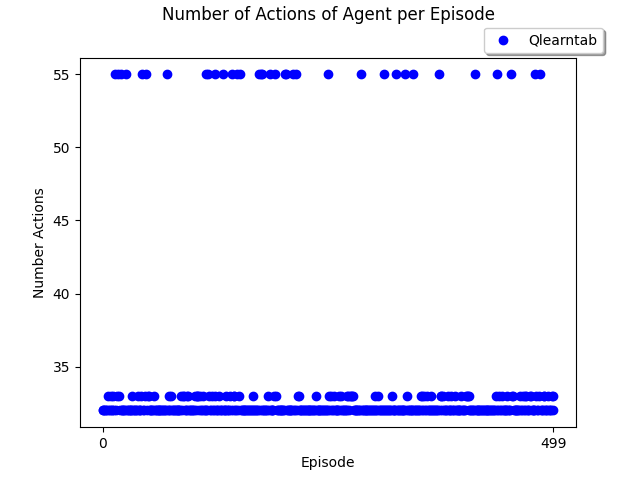 Number of Actions of Agent per Episode
Qlearntab
55
50
45
40
35
Number Actions
0
499
Episode